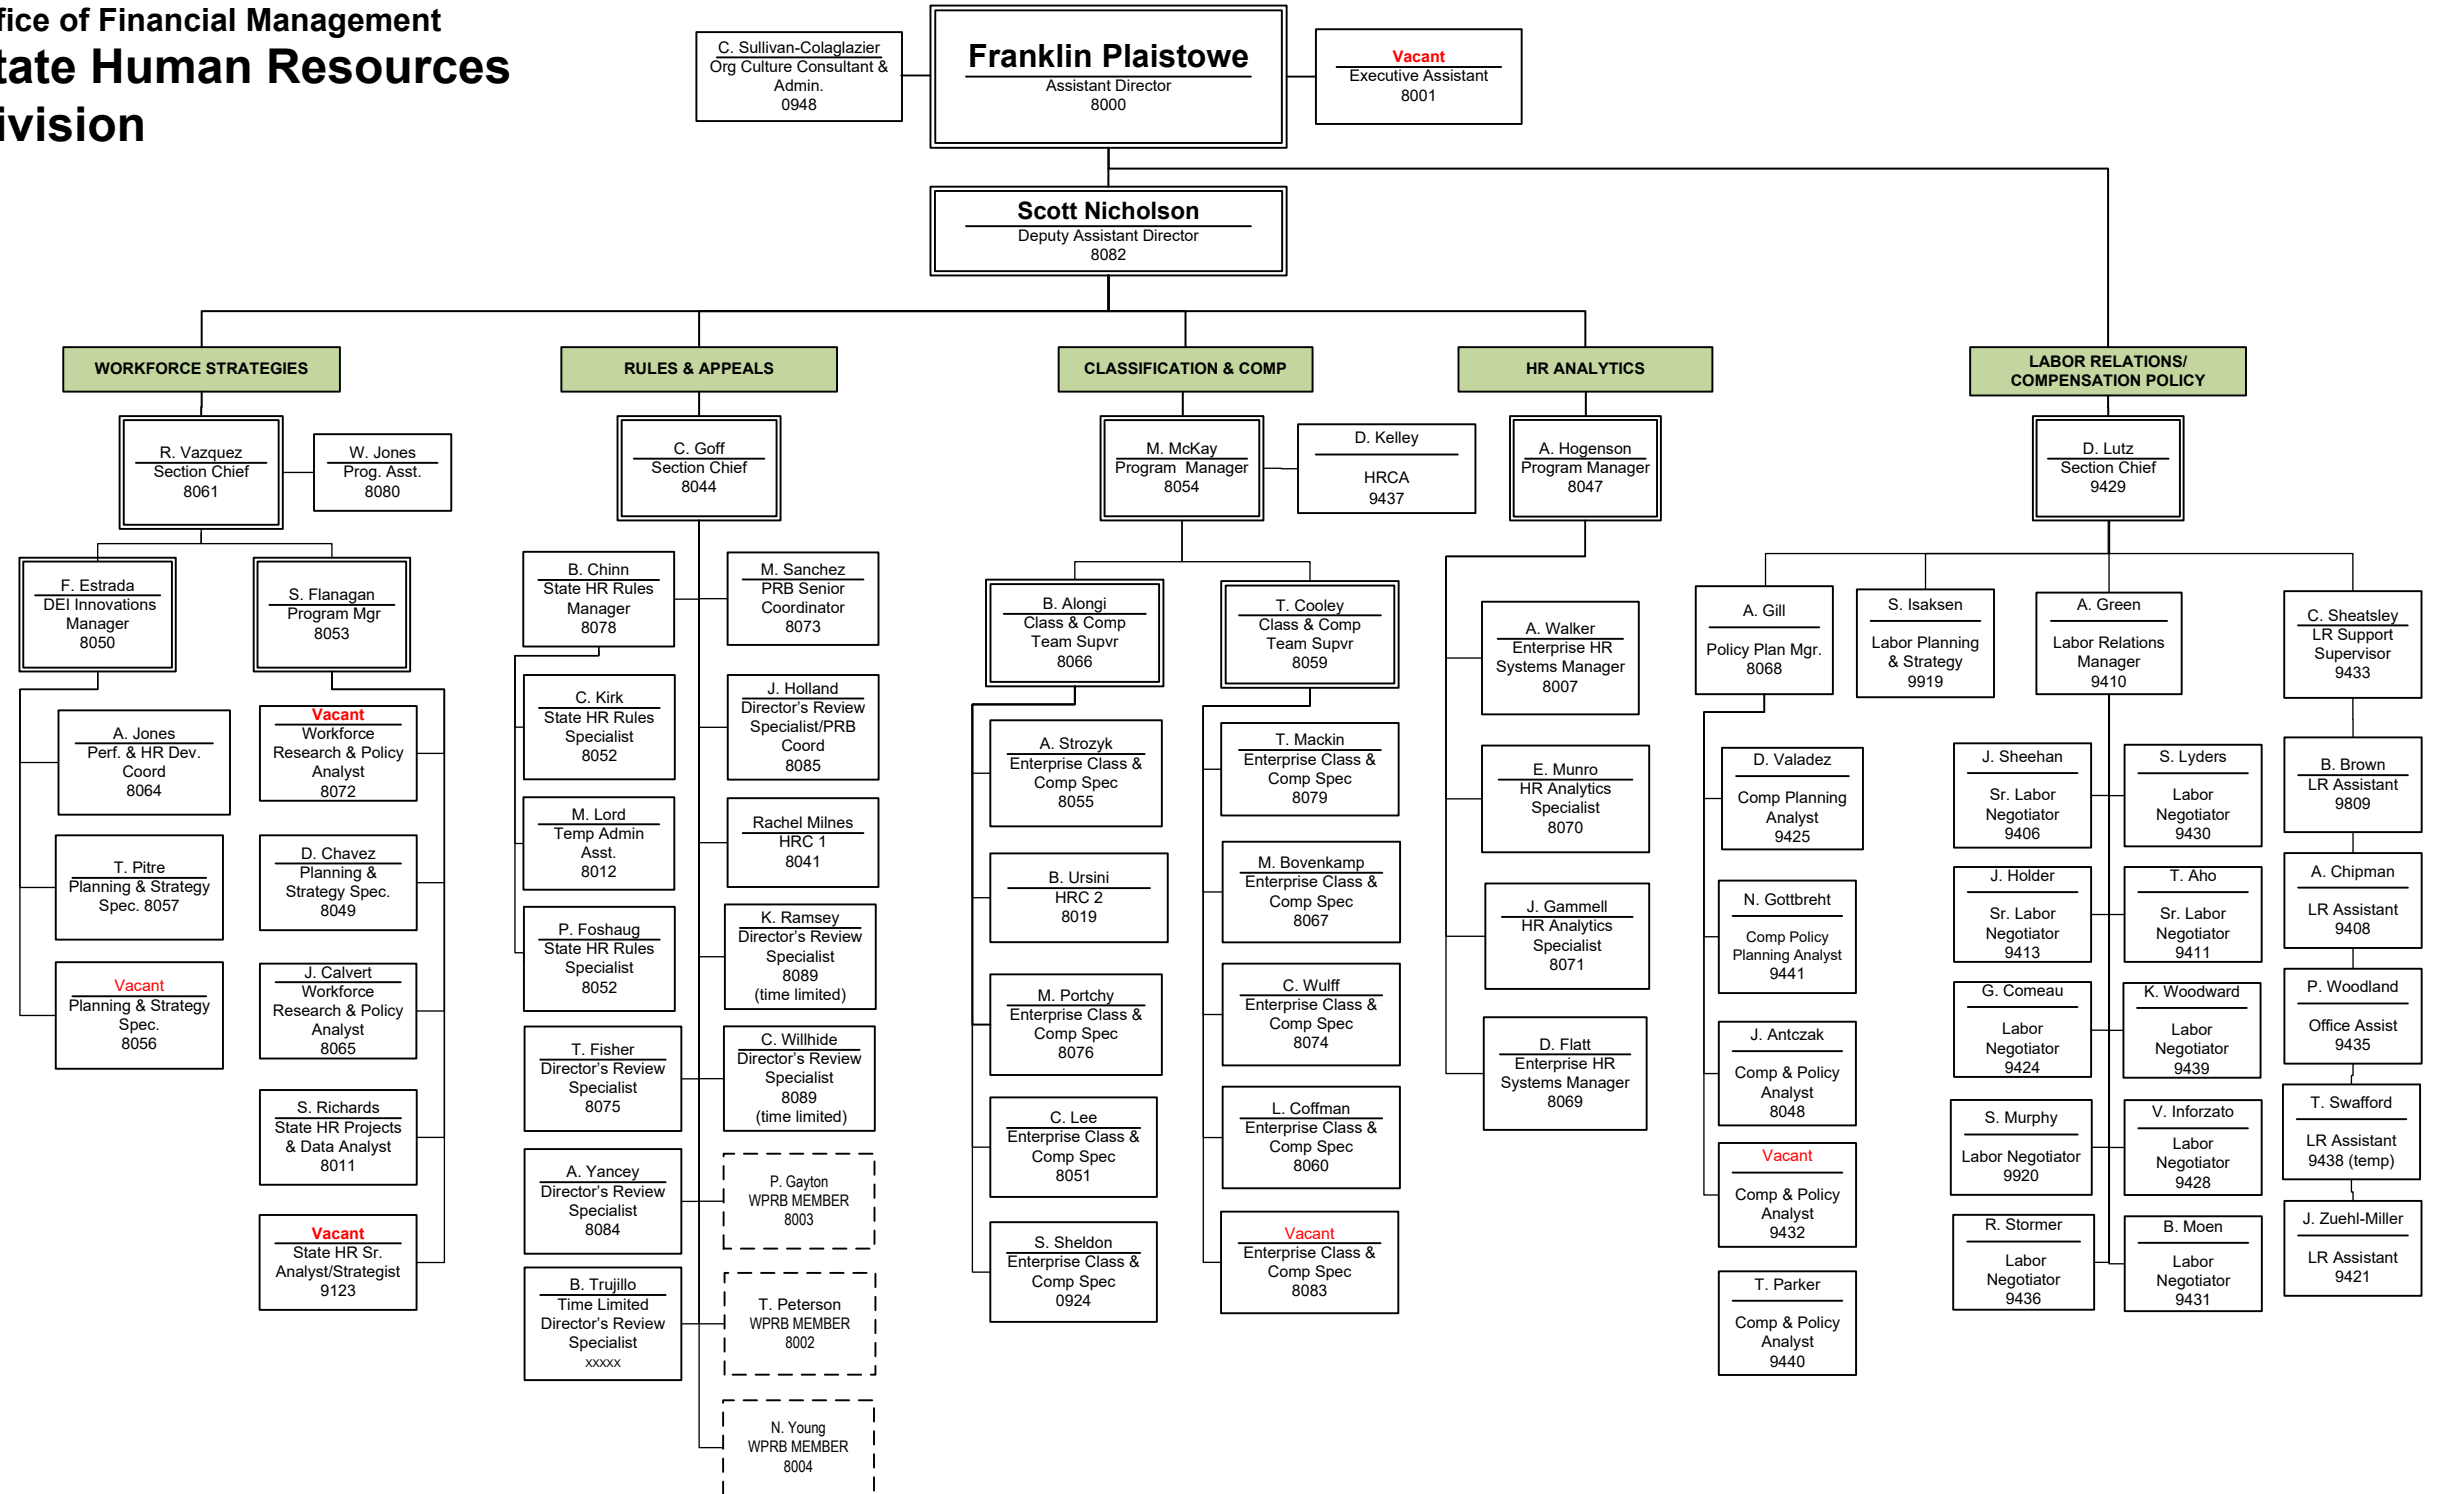 fice of Financial Management
tate Human Resources
ivision
C. Sullivan-Colaglazier
Org Culture Consultant &
Admin.
0948
Franklin Plaistowe
Assistant Director
8000
Vacant
Executive Assistant
8001
Scott Nicholson
Deputy Assistant Director
8082
WORKFORCE STRATEGIES
R. Vazquez
Section Chief
8061
W. Jones
Prog. Asst.
8080
F. Estrada
DEI Innovations
Manager
8050
A. Jones
Perf. & HR Dev.
Coord
8064
T. Pitre
Planning & Strategy
Spec. 8057
Vacant
Planning & Strategy
Spec.
8056
S. Flanagan
Program Mgr
8053
Vacant
Workforce
Research & Policy
Analyst
8072
D. Chavez
Planning &
Strategy Spec.
8049
J. Calvert
Workforce
Research & Policy
Analyst
8065
S. Richards
State HR Projects
& Data Analyst
8011
Vacant
State HR Sr.
Analyst/Strategist
9123
RULES & APPEALS
C. Goff
Section Chief
8044
B. Chinn
State HR Rules
Manager
8078
C. Kirk
State HR Rules
Specialist
8052
M. Lord
Temp Admin
Asst.
8012
P. Foshaug
State HR Rules
Specialist
8052
T. Fisher
Director's Review
Specialist
8075
A. Yancey
Director's Review
Specialist
8084
B. Trujillo
Time Limited
Director's Review
Specialist
xxxxx
M. Sanchez
PRB Senior
Coordinator
8073
J. Holland
Director's Review
Specialist/PRB
Coord
8085
Rachel Milnes
HRC 1
8041
K. Ramsey
Director's Review
Specialist
8089
(time limited)
C. Willhide
Director's Review
Specialist
8089
(time limited)
P. Gayton
WPRB MEMBER
8003
T. Peterson
WPRB MEMBER
8002
N. Young
WPRB MEMBER
8004
CLASSIFICATION & COMP
M. McKay
Program Manager
8054
D. Kelley
HRCA
9437
B. Alongi
Class & Comp
Team Supvr
8066
A. Strozyk
Enterprise Class &
Comp Spec
8055
B. Ursini
HRC 2
8019
M. Portchy
Enterprise Class &
Comp Spec
8076
C. Lee
Enterprise Class &
Comp Spec
8051
S. Sheldon
Enterprise Class &
Comp Spec
0924
T. Cooley
Class & Comp
Team Supvr
8059
T. Mackin
Enterprise Class &
Comp Spec
8079
M. Bovenkamp
Enterprise Class &
Comp Spec
8067
C. Wulff
Enterprise Class &
Comp Spec
8074
L. Coffman
Enterprise Class &
Comp Spec
8060
Vacant
Enterprise Class &
Comp Spec
8083
HR ANALYTICS
A. Hogenson
Program Manager
8047
A. Walker
Enterprise HR
Systems Manager
8007
E. Munro
HR Analytics
Specialist
8070
J. Gammell
HR Analytics
Specialist
8071
D. Flatt
Enterprise HR
Systems Manager
8069
LABOR RELATIONS/
COMPENSATION POLICY
D. Lutz
Section Chief
9429
A. Gill
Policy Plan Mgr.
8068
D. Valadez
Comp Planning
Analyst
9425
N. Gottbreht
Comp Policy
Planning Analyst
9441
J. Antczak
Comp & Policy
Analyst
8048
Vacant
Comp & Policy
Analyst
9432
T. Parker
Comp & Policy
Analyst
9440
S. Isaksen
Labor Planning
& Strategy
9919
A. Green
Labor Relations
Manager
9410
J. Sheehan
Sr. Labor
Negotiator
9406
S. Lyders
Labor
Negotiator
9430
J. Holder
Sr. Labor
Negotiator
9413
T. Aho
Sr. Labor
Negotiator
9411
G. Comeau
Labor
Negotiator
9424
K. Woodward
Labor
Negotiator
9439
S. Murphy
Labor Negotiator
9920
V. Inforzato
Labor
Negotiator
9428
R. Stormer
Labor
Negotiator
9436
B. Moen
Labor
Negotiator
9431
C. Sheatsley
LR Support
Supervisor
9433
B. Brown
LR Assistant
9809
A. Chipman
LR Assistant
9408
P. Woodland
Office Assist
9435
T. Swafford
LR Assistant
9438 (temp)
J. Zuehl-Miller
LR Assistant
9421